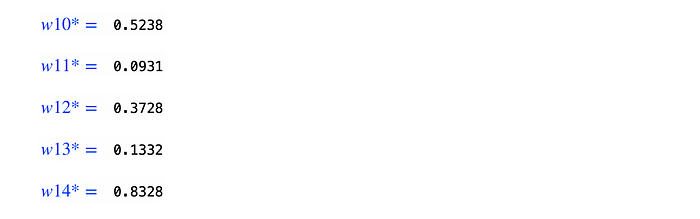 w10* = 0.5238
w11* = 0.0931
w12* = 0.3728
w13* = 0.1332
w14* = 0.8328